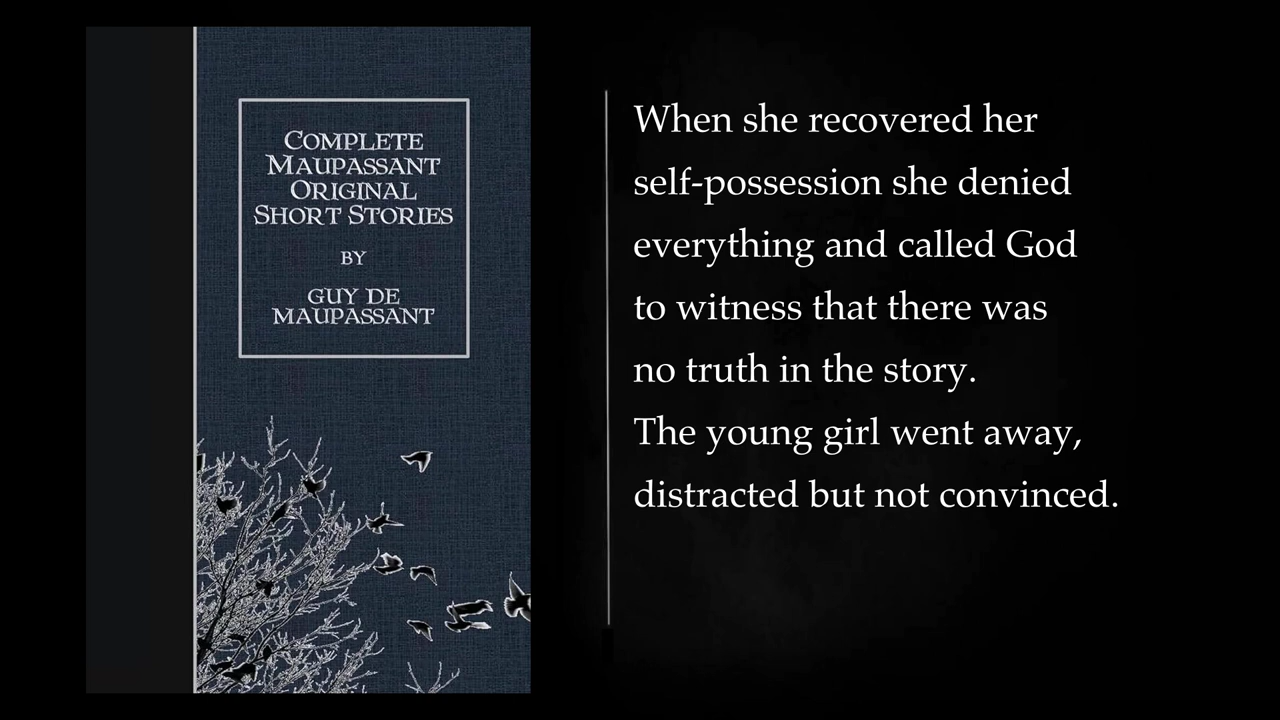 COMPLETE
MAUPASSANT
ORIGINAL
SHORT STORIES
BY
GUY DE
MAUPASSANT
When she recovered her
self-possession she denied
everything and called God
to witness that there was
no truth in the story.
The young girl went away,
distracted but not convinced.